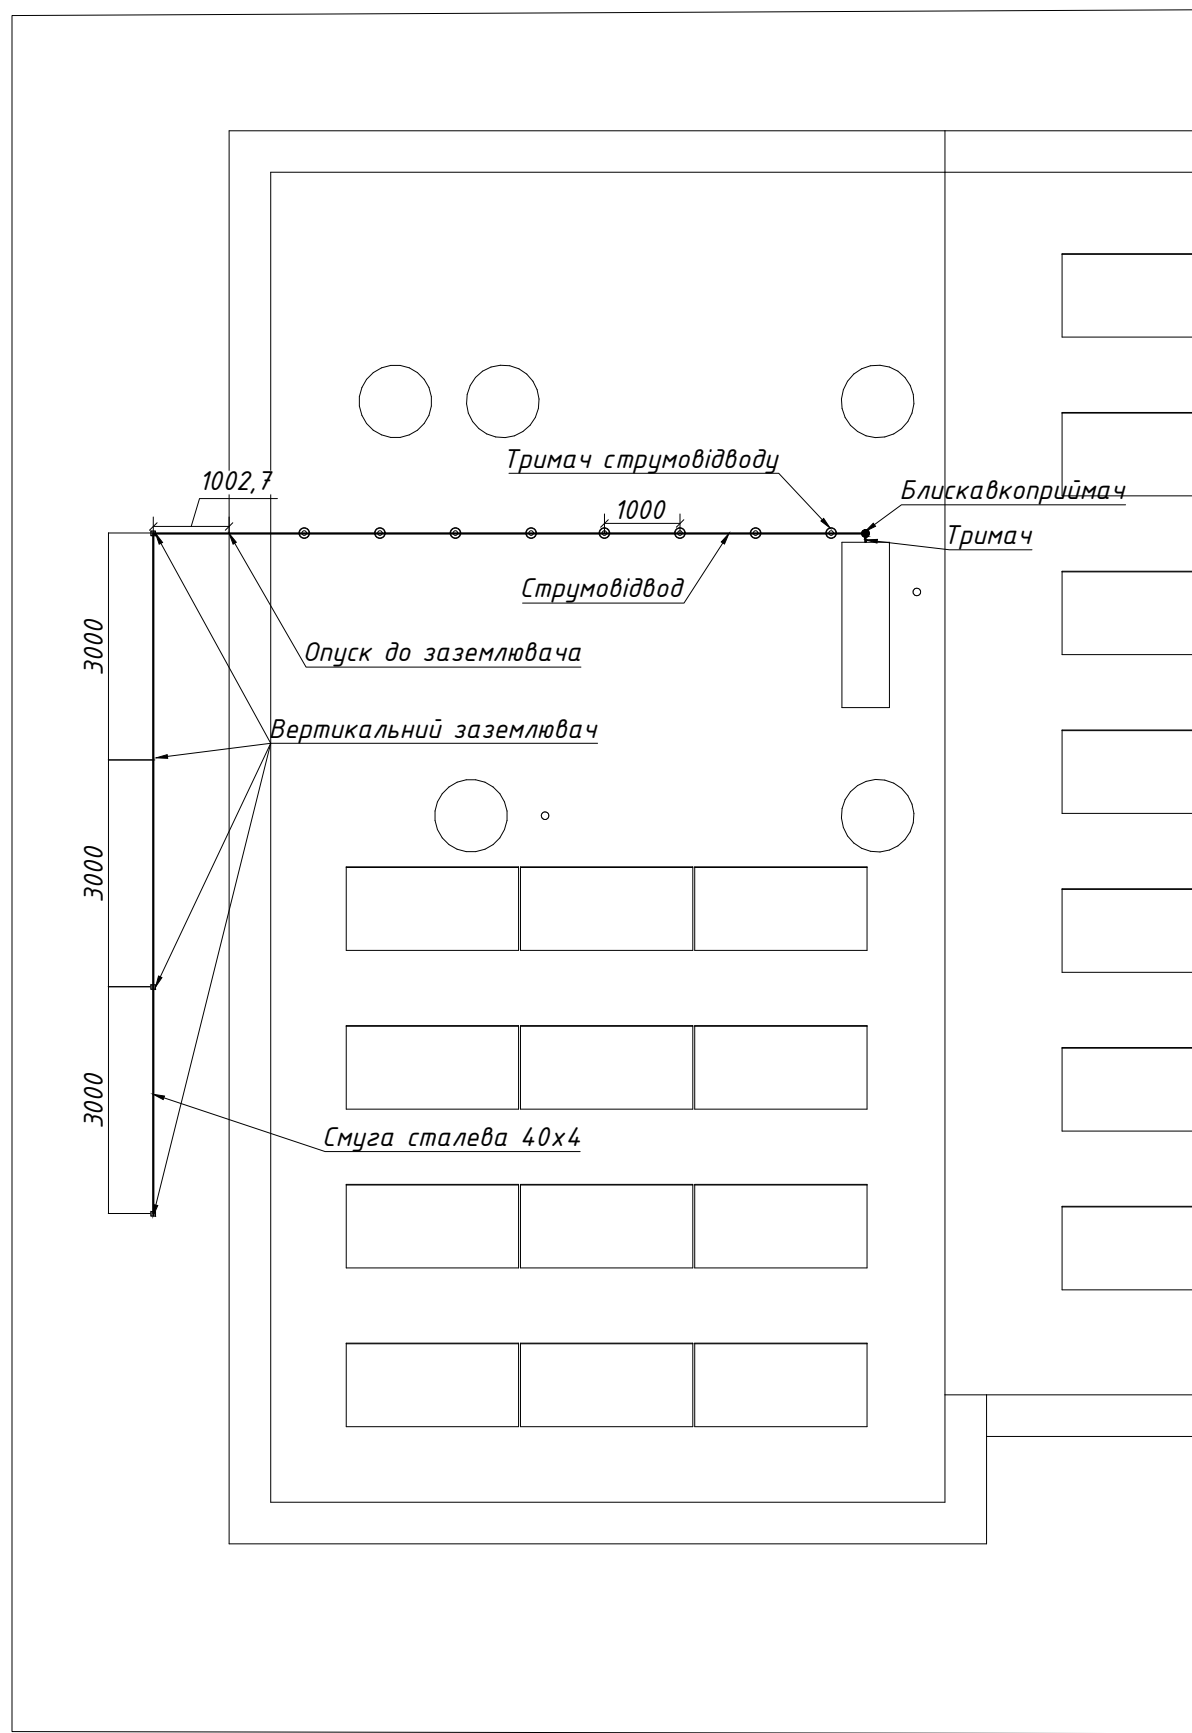 Тримач струмовідводу
1002,7
Блискавкоприймач
1000
Тримач
Струмовідвод
3000
Опуск до заземлювача
Вертикальний заземлювач
3000
3000
Смуга сталева 40х4